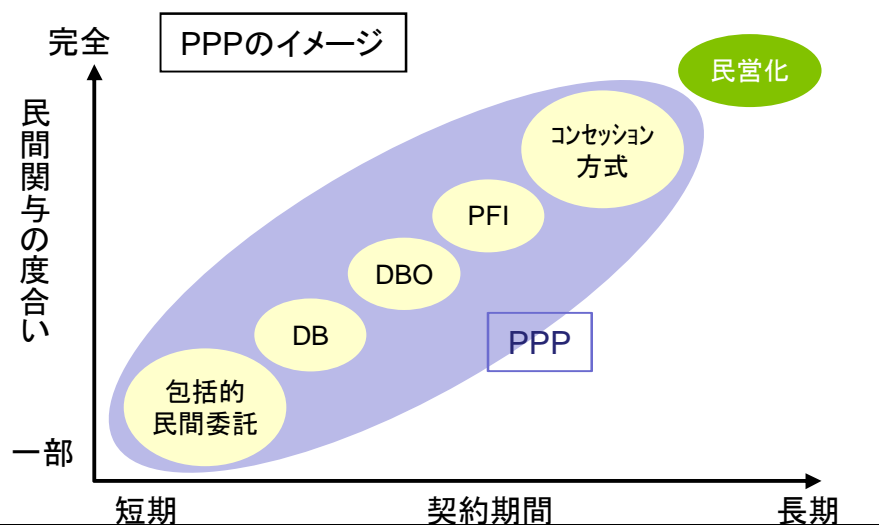 完全
PPPのイメージ
民営化
民間関与の度合い
コンセッション
方式
PFI
DBO
DB
PPP
包括的
民間委託
一部
短期
契約期間
長期